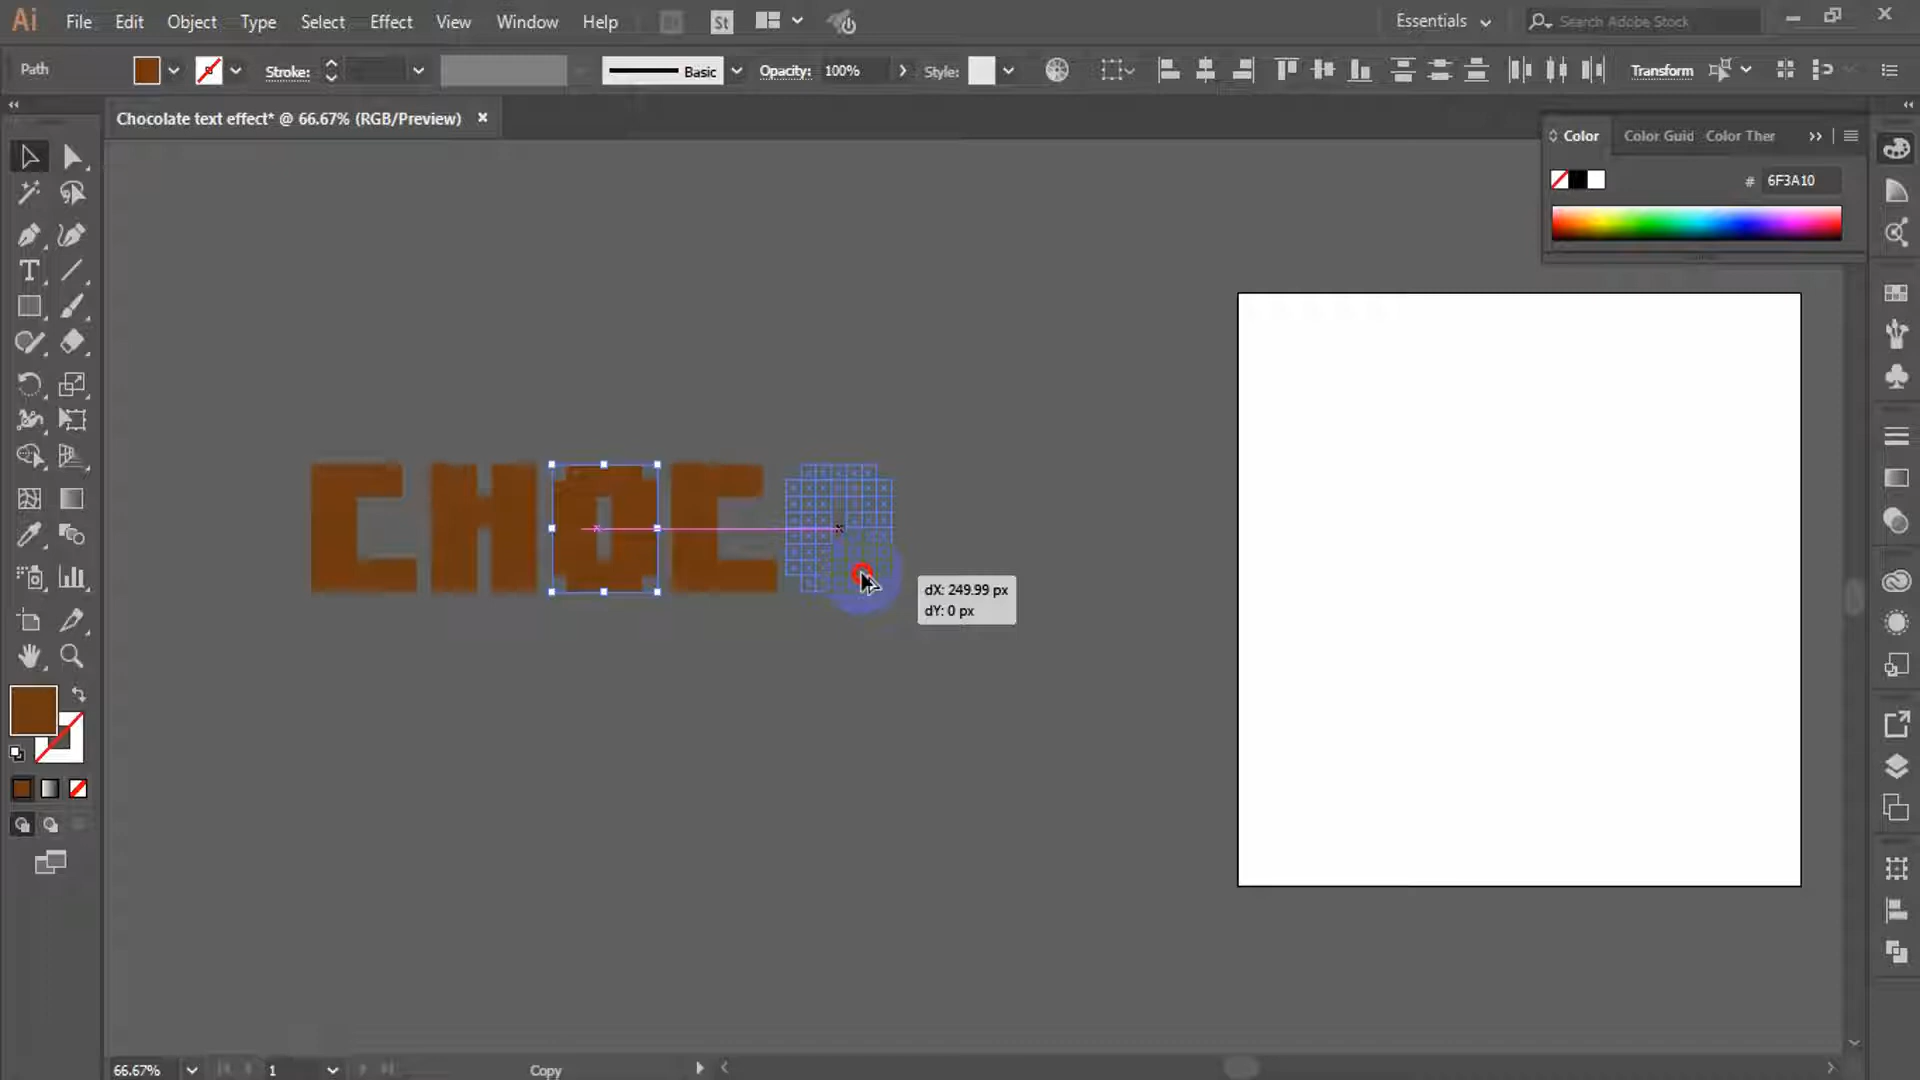 Ai File Edit Object Type Select Effect View Window Help St Essentials Search Adobe Stock
Path Stroke: Basic Opacity: 100% Style: Transform
Chocolate text effect* @ 66.67% (RGB/Preview)
Color Color Guid Color Ther
# 6F3A10
CHOC
dX: 249.99 px
dY: 0 px
66.67% 1 Copy